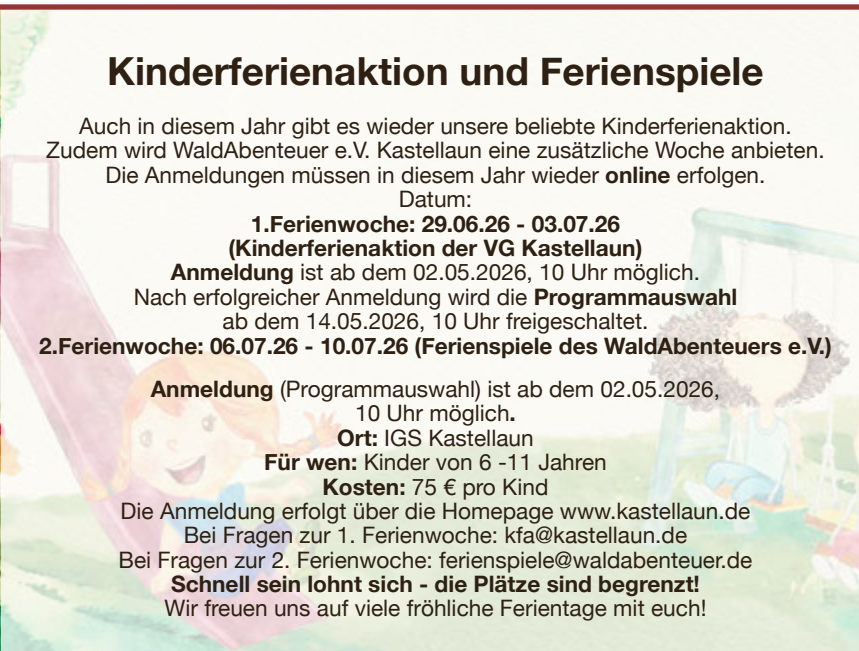 Kinderferienaktion und Ferienspiele
Auch in diesem Jahr gibt es wieder unsere beliebte Kinderferienaktion.
Zudem wird WaldAbenteuer e.V. Kastellaun eine zusätzliche Woche anbieten.
Die Anmeldungen müssen in diesem Jahr wieder online erfolgen.
Datum:
1.Ferienwoche: 29.06.26 - 03.07.26
(Kinderferienaktion der VG Kastellaun)
Anmeldung ist ab dem 02.05.2026, 10 Uhr möglich.
Nach erfolgreicher Anmeldung wird die Programmauswahl
ab dem 14.05.2026, 10 Uhr freigeschaltet.
2.Ferienwoche: 06.07.26 - 10.07.26 (Ferienspiele des WaldAbenteuers e.V.)
Anmeldung (Programmauswahl) ist ab dem 02.05.2026,
10 Uhr möglich.
Ort: IGS Kastellaun
Für wen: Kinder von 6 -11 Jahren
Kosten: 75 € pro Kind
Die Anmeldung erfolgt über die Homepage www.kastellaun.de
Bei Fragen zur 1. Ferienwoche: kfa@kastellaun.de
Bei Fragen zur 2. Ferienwoche: ferienspiele@waldabenteuer.de
Schnell sein lohnt sich - die Plätze sind begrenzt!
Wir freuen uns auf viele fröhliche Ferientage mit euch!